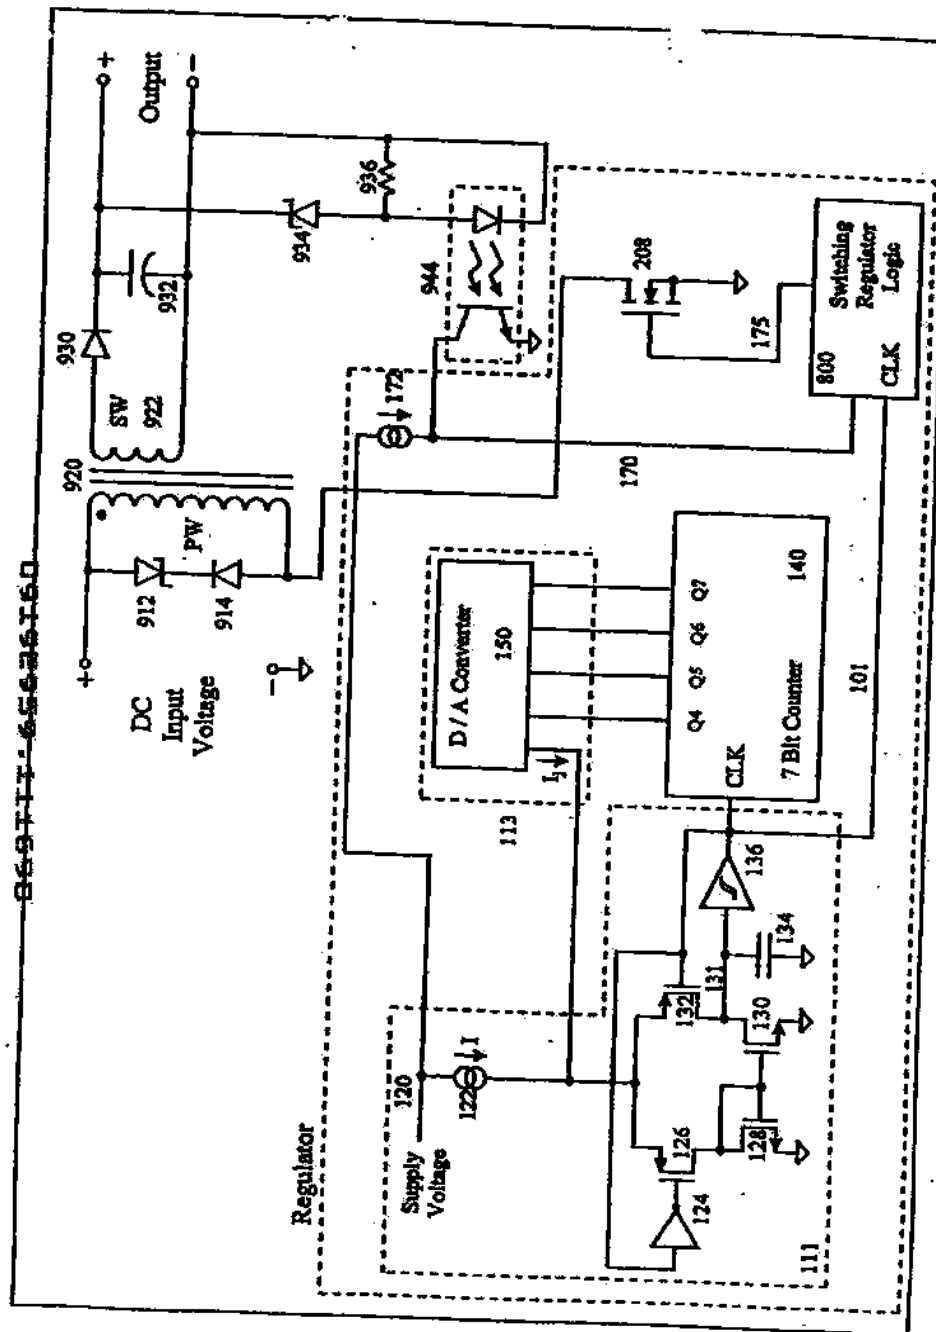 DC
Input
Voltage
+
-
912
914
PW
920
SW
922
930
932
+
Output
-
934
936
944
Regulator
172
170
208
175
Switching
Regulator
Logic
800
CLK
Supply
Voltage
120
122
I
113
D / A Converter
150
Q4
Q5
Q6
Q7
CLK
7 Bit Counter
140
101
111
124
126
128
130
131
132
134
136